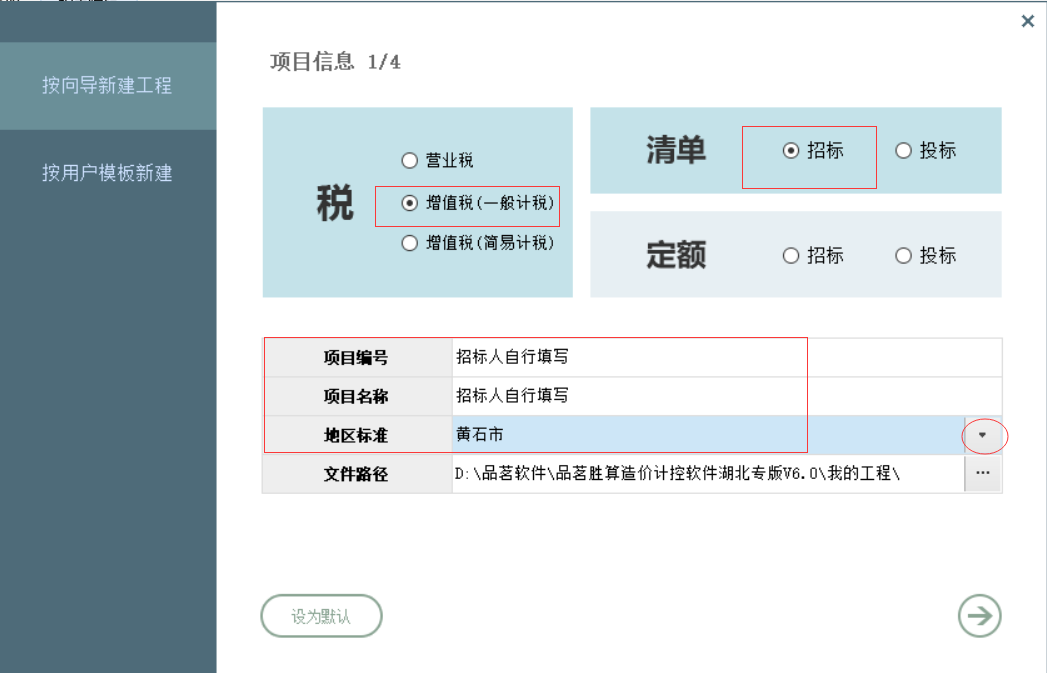 按向导新建工程
按用户模板新建
项目信息 1/4
税
营业税
增值税(一般计税)
增值税(简易计税)
清单
招标
投标
定额
招标
投标
项目编号 招标人自行填写
项目名称 招标人自行填写
地区标准 黄石市
文件路径 D:\品茗软件\品茗胜算造价计控软件湖北专版V6.0\我的工程\
设为默认